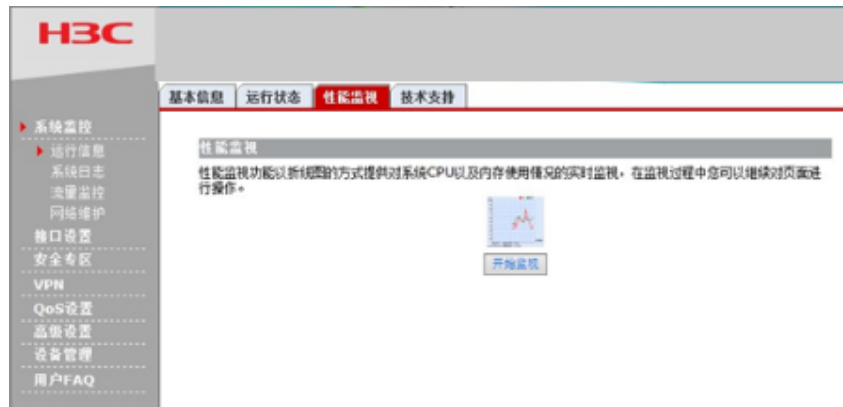 H3C
基本信息 运行状态 性能监视 技术支持
系统监控
运行信息
系统日志
流量监控
网络维护
接口设置
安全专区
VPN
QoS设置
高级设置
设备管理
用户FAQ
性能监视
性能监视功能以折线图的方式提供对系统CPU以及内存使用情况的实时监视。在监视过程中您可以继续对页面进
行操作。
开始监视